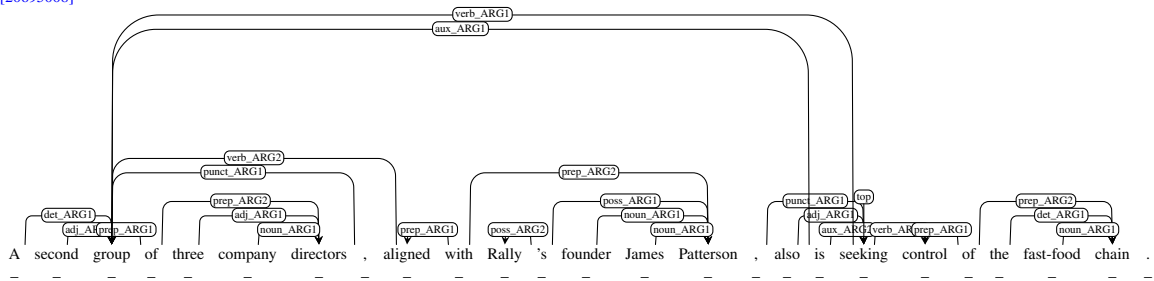 verb_ARG1
aux_ARG1
verb_ARG2
punct_ARG1
prep_ARG2 prep_ARG2
det_ARG1 adj_ARG1 poss_ARG1 noun_ARG1 punct_ARG1 adj_ARG1 top prep_ARG2 det_ARG1
prep_ARG1 noun_ARG1 prep_ARG1 poss_ARG2 noun_ARG1 prep_ARG1 noun_ARG1
A second group of three company directors , aligned with Rally 's founder James Patterson , also is seeking control of the fast-food chain .
_ _ _ _ _ _ _ _ _ _ _ _ _ _ _ _ _ _ _ _ _ _ _ _ _